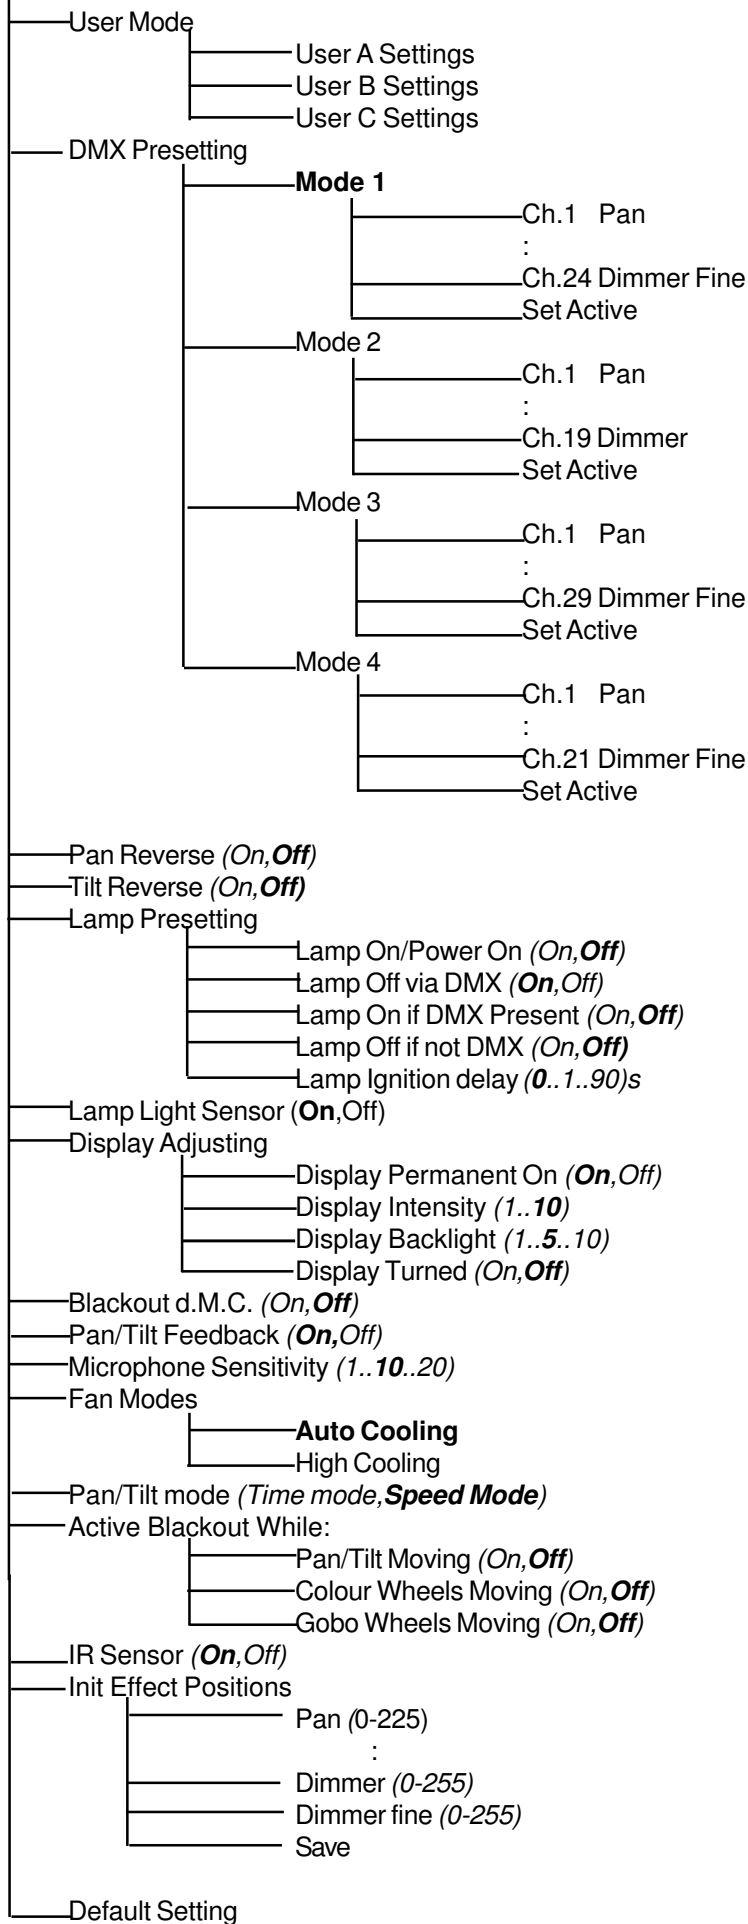 User Mode
User A Settings
User B Settings
User C Settings
DMX Presetting
Mode 1
Ch.1 Pan
:
Ch.24 Dimmer Fine
Set Active
Mode 2
Ch.1 Pan
:
Ch.19 Dimmer
Set Active
Mode 3
Ch.1 Pan
:
Ch.29 Dimmer Fine
Set Active
Mode 4
Ch.1 Pan
:
Ch.21 Dimmer Fine
Set Active
Pan Reverse (On,Off)
Tilt Reverse (On,Off)
Lamp Presetting
Lamp On/Power On (On,Off)
Lamp Off via DMX (On,Off)
Lamp On if DMX Present (On,Off)
Lamp Off if not DMX (On,Off)
Lamp Ignition delay (0..1..90)s
Lamp Light Sensor (On,Off)
Display Adjusting
Display Permanent On (On,Off)
Display Intensity (1..10)
Display Backlight (1..5..10)
Display Turned (On,Off)
Blackout d.M.C. (On,Off)
Pan/Tilt Feedback (On,Off)
Microphone Sensitivity (1..10..20)
Fan Modes
Auto Cooling
High Cooling
Pan/Tilt mode (Time mode,Speed Mode)
Active Blackout While:
Pan/Tilt Moving (On,Off)
Colour Wheels Moving (On,Off)
Gobo Wheels Moving (On,Off)
IR Sensor (On,Off)
Init Effect Positions
Pan (0-225)
:
Dimmer (0-255)
Dimmer fine (0-255)
Save
Default Setting